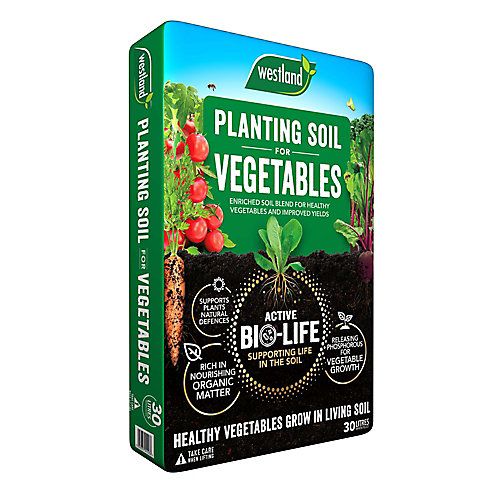 westland
PLANTING SOIL
FOR
VEGETABLES
ENRICHED SOIL BLEND FOR HEALTHY
VEGETABLES AND IMPROVED YIELDS
SUPPORTS
PLANTS
NATURAL
DEFENCES
ACTIVE
BIO-LIFE
SUPPORTING LIFE
IN THE SOIL
RELEASING
PHOSPHOROUS
FOR
VEGETABLE
GROWTH
RICH IN
NOURISHING
ORGANIC
MATTER
HEALTHY VEGETABLES GROW IN LIVING SOIL
TAKE CARE
WHEN LIFTING
30 LITRES
westland
PLANTING SOIL FOR VEGETABLES
30 LITRES